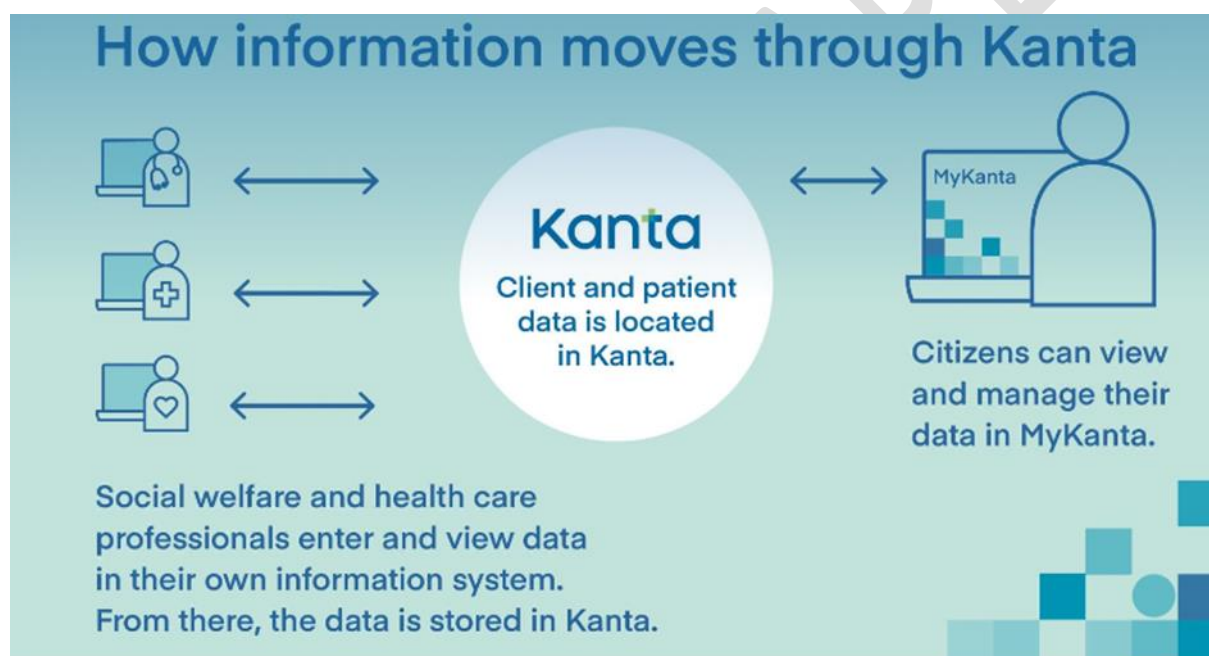 How information moves through Kanta
Kanta
Client and patient
data is located
in Kanta.
MyKanta
Citizens can view
and manage their
data in MyKanta.
Social welfare and health care
professionals enter and view data
in their own information system.
From there, the data is stored in Kanta.